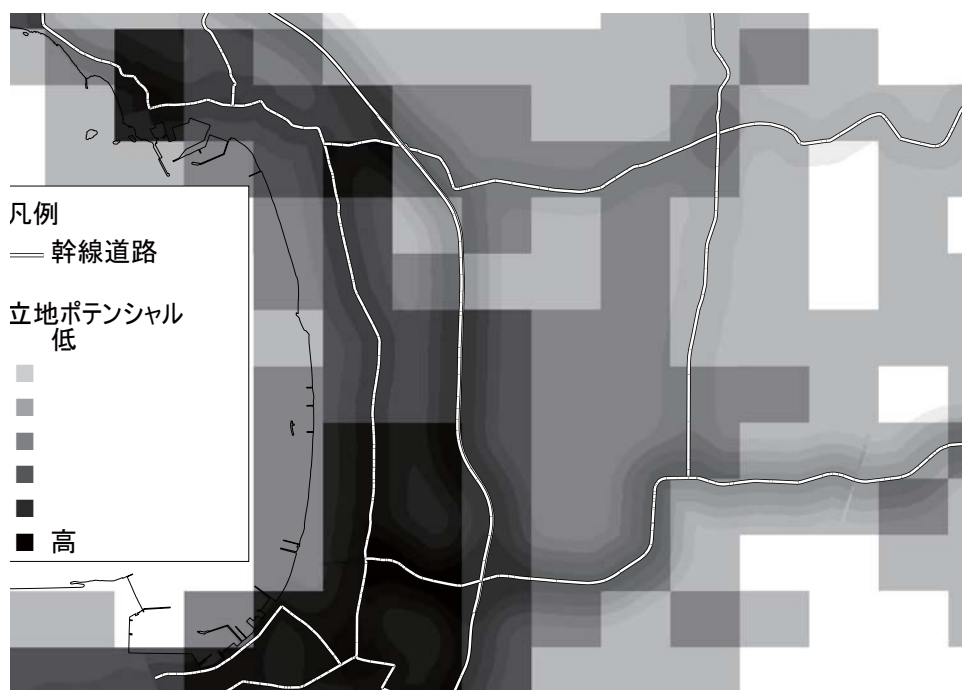 凡例
幹線道路
立地ポテンシャル
低
高